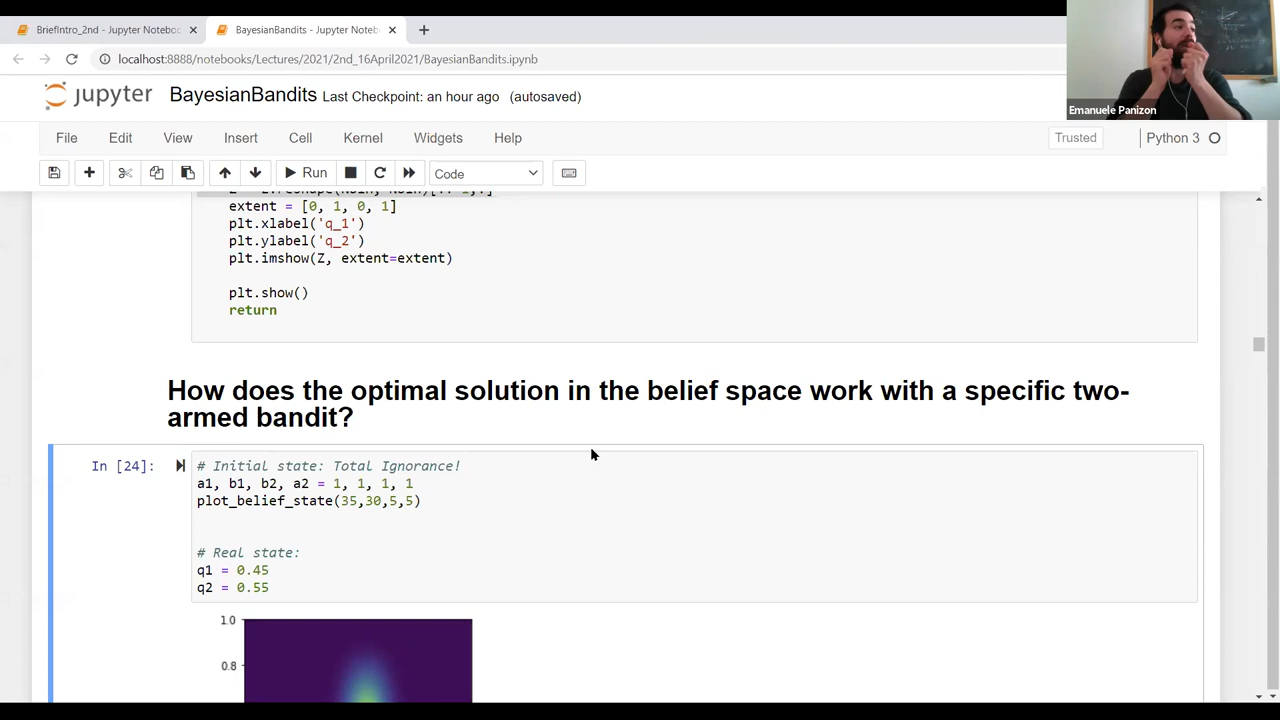 BriefIntro_2nd - Jupyter Notebo
BayesianBandits - Jupyter Noteb
localhost:8888/notebooks/Lectures/2021/2nd_16April2021/BayesianBandits.ipynb
Emanuele Panizon
jupyter BayesianBandits Last Checkpoint: an hour ago (autosaved)
File Edit View Insert Cell Kernel Widgets Help Trusted Python 3
Run Code
extent = [0, 1, 0, 1]
plt.xlabel('q_1')
plt.ylabel('q_2')
plt.imshow(Z, extent=extent)
plt.show()
return
How does the optimal solution in the belief space work with a specific two-
armed bandit?
In [24]:
# Initial state: Total Ignorance!
a1, b1, b2, a2 = 1, 1, 1, 1
plot_belief_state(35,30,5,5)
# Real state:
q1 = 0.45
q2 = 0.55
1.0
0.8